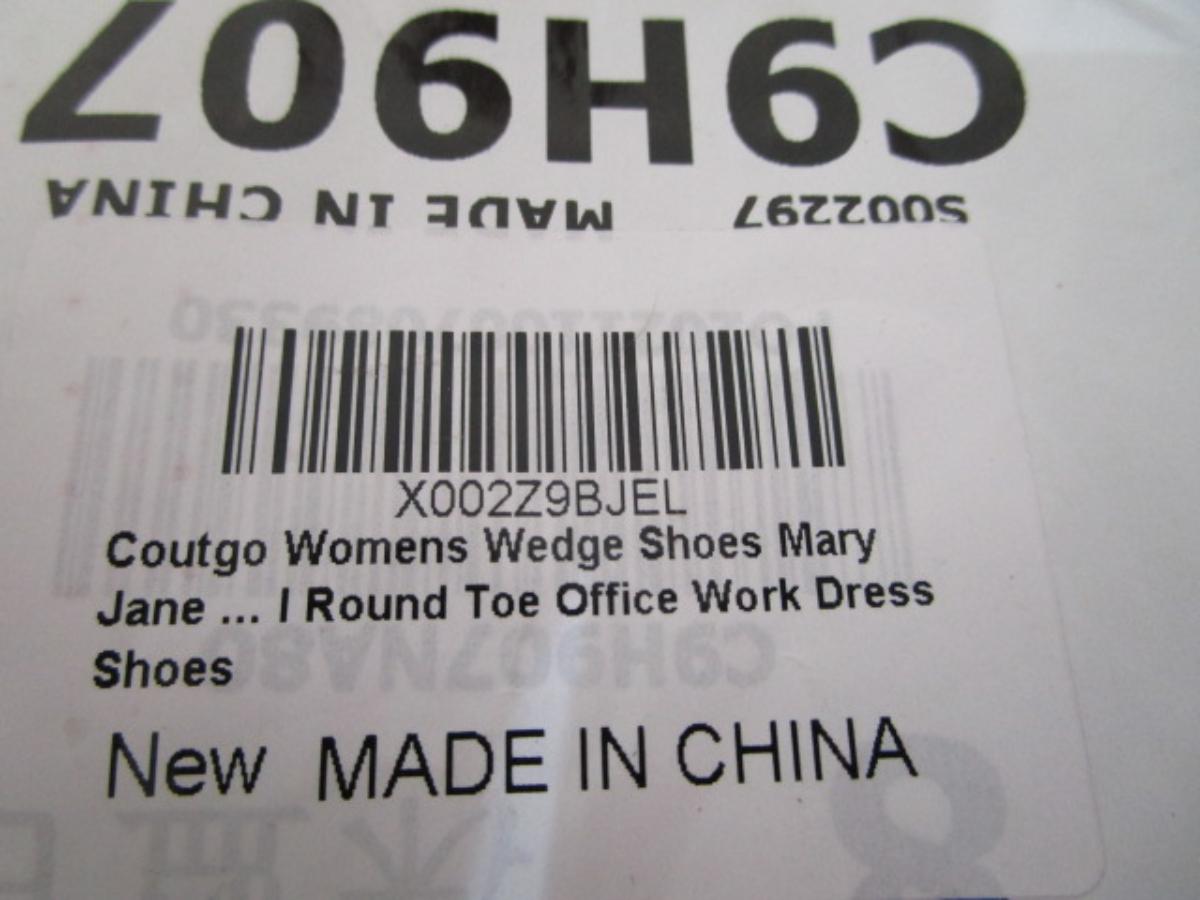 C9H907
S002297 MADE IN CHINA
X002Z9BJEL
Coutgo Womens Wedge Shoes Mary
Jane ... I Round Toe Office Work Dress
Shoes
C9H907NA80
New MADE IN CHINA